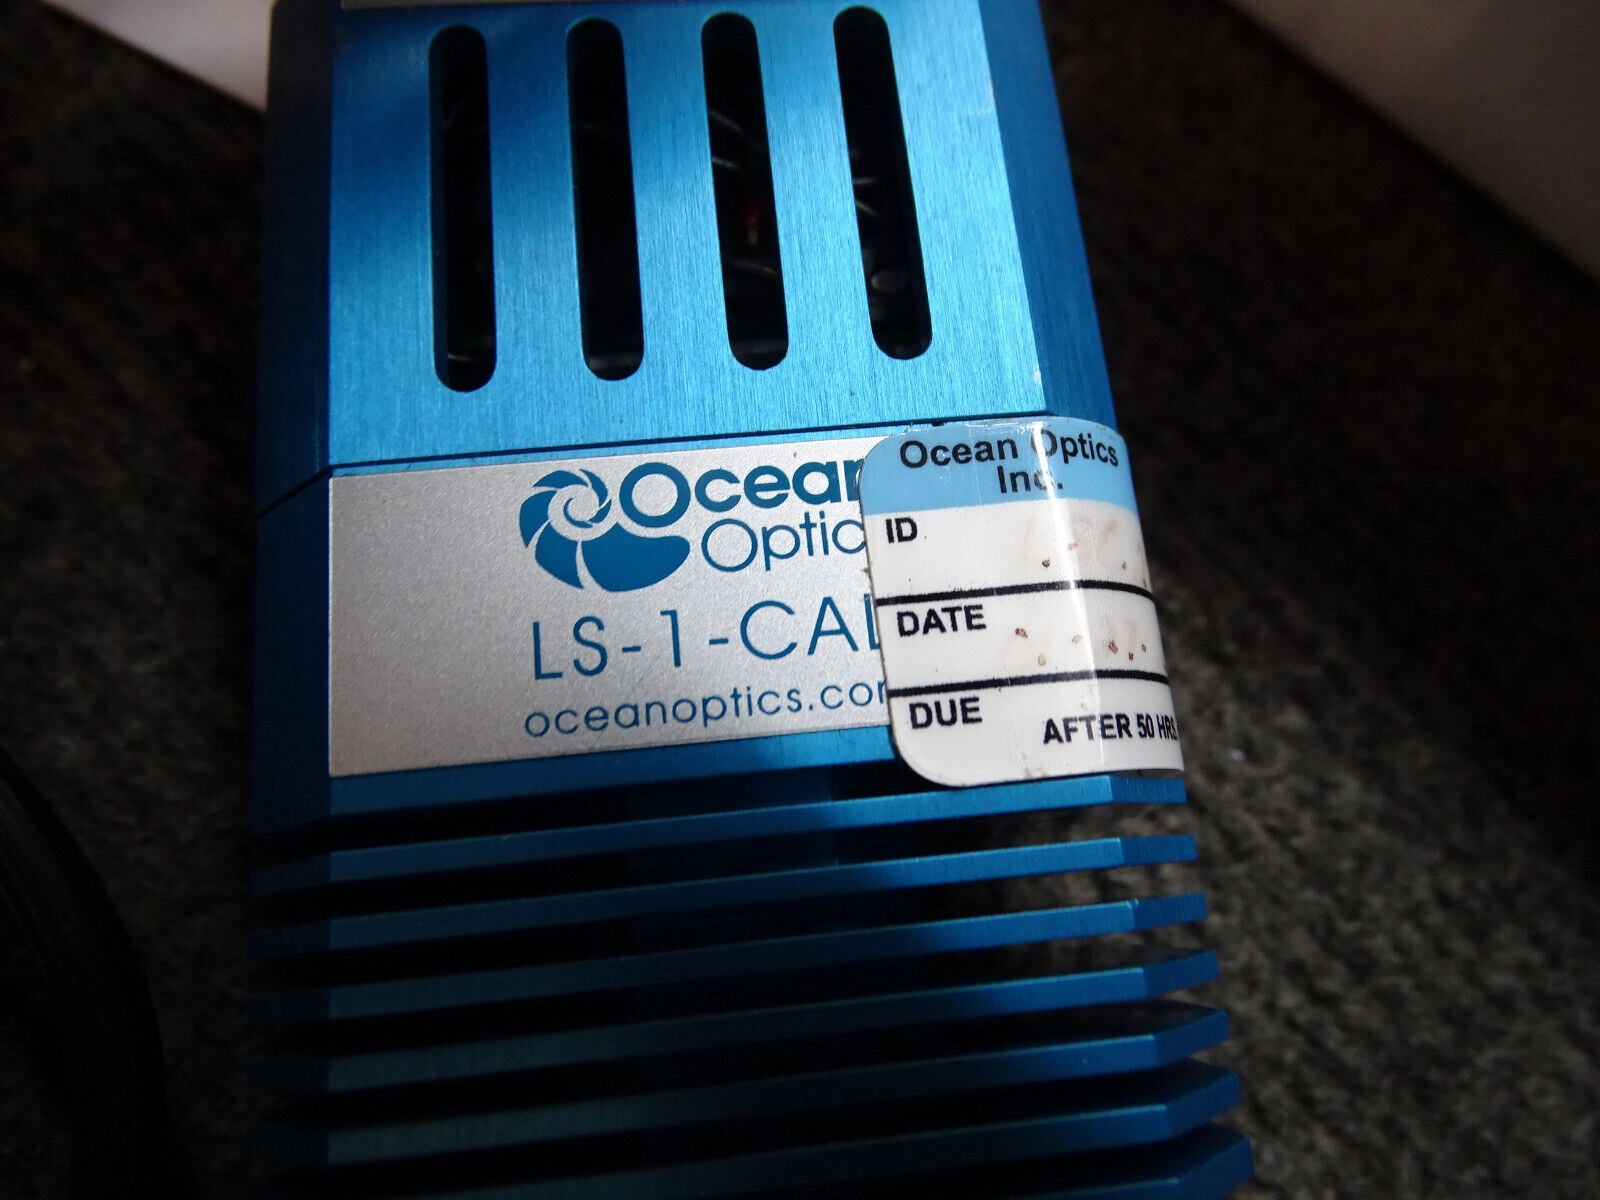 Ocean
Optic
LS-1-CAL
oceanoptics.com
Ocean Optics
Inc.
ID
DATE
DUE
AFTER 50 HRS